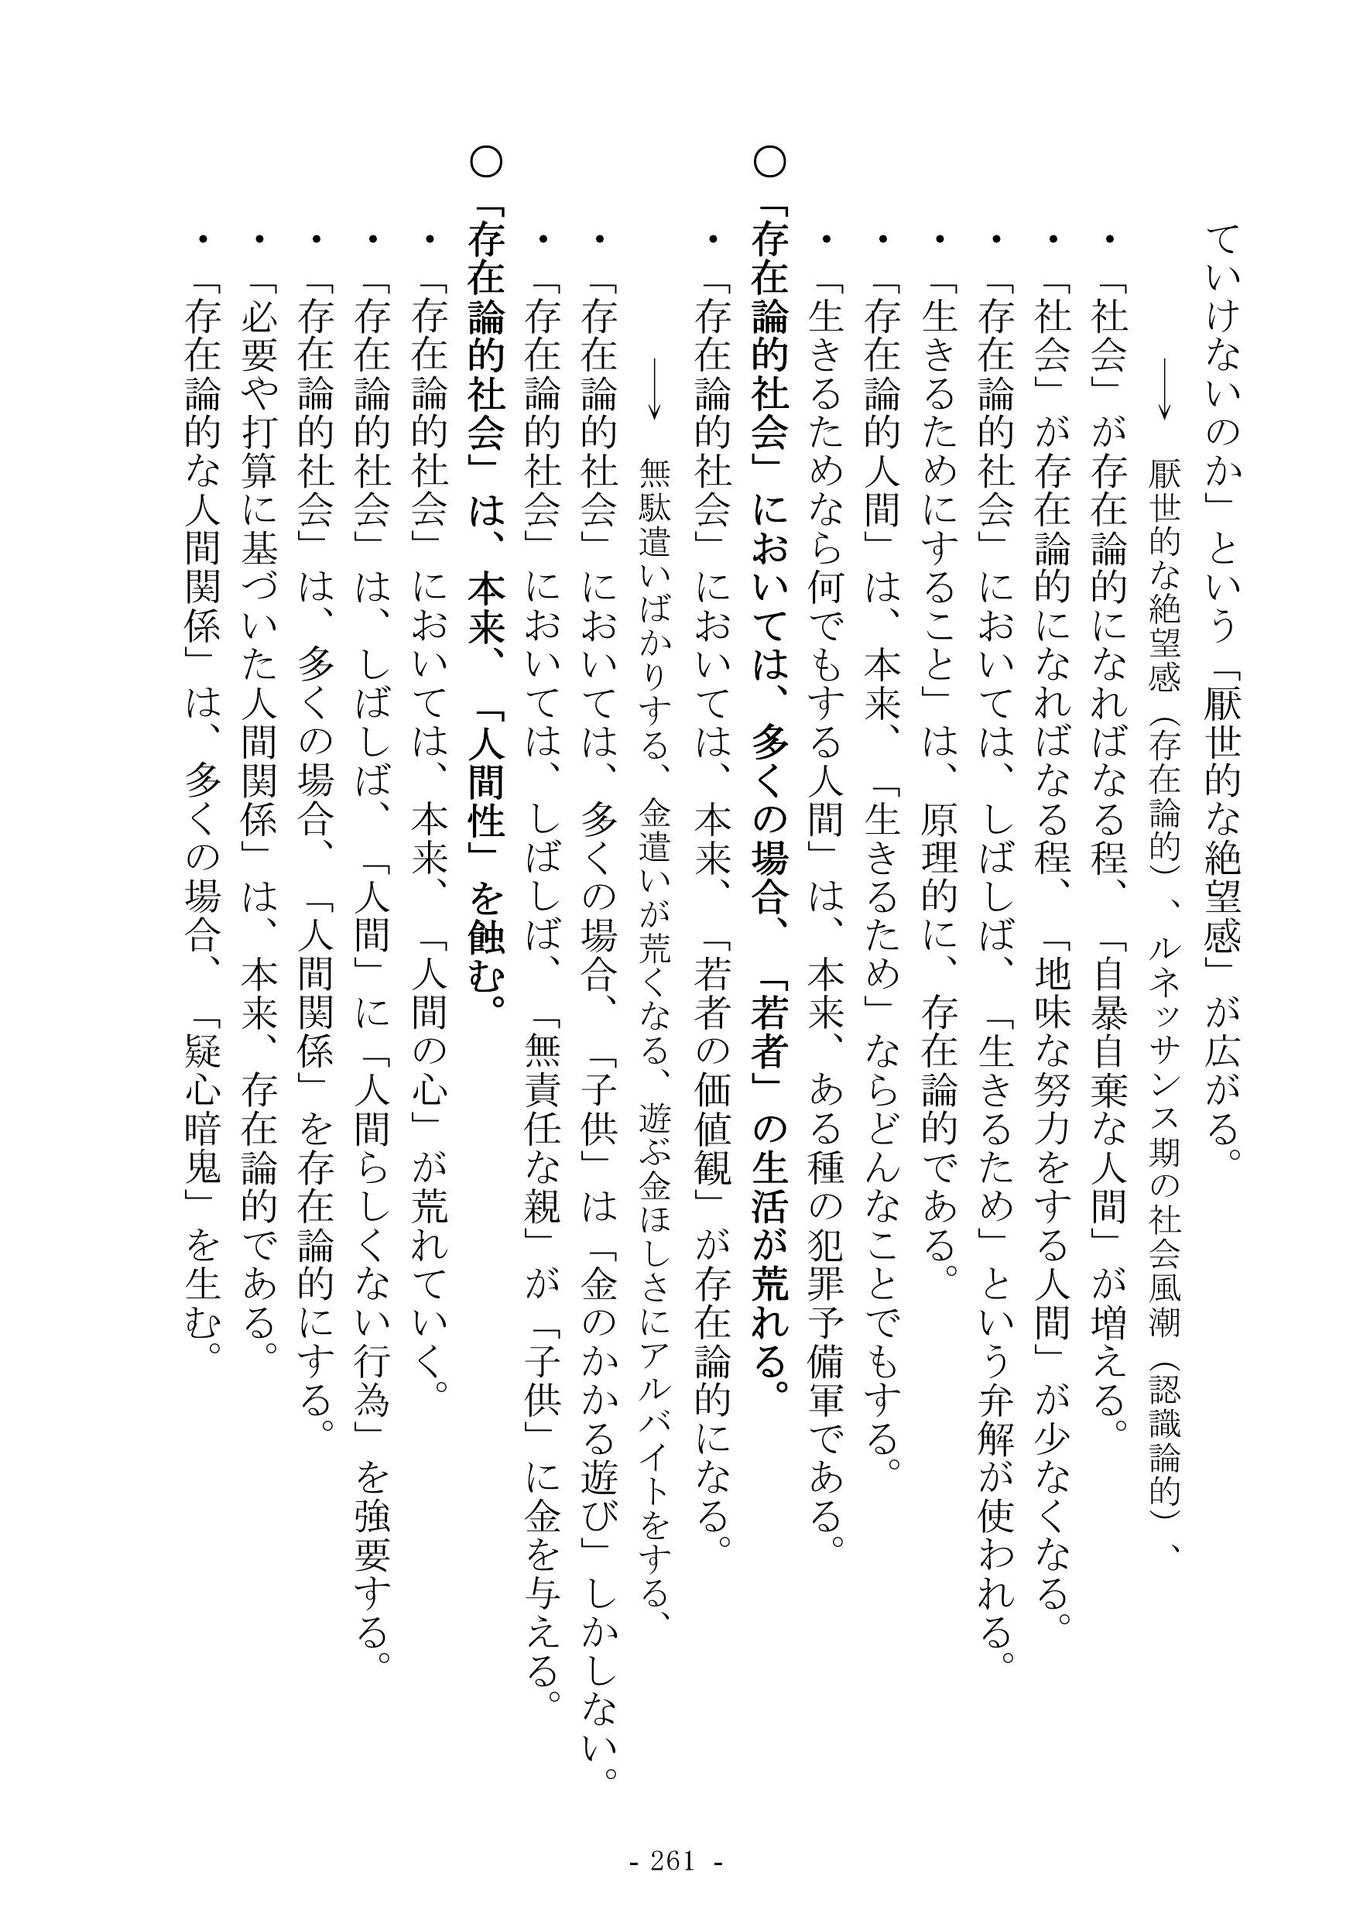 ていけないのか」という「厭世的な絶望感」が広がる。
→ 厭世的な絶望感（存在論的）、ルネッサンス期の社会風潮（認識論的）、
・「社会」が存在論的になればなる程、「自暴自棄な人間」が増える。
・「社会」が存在論的になればなる程、「地味な努力をする人間」が少なくなる。
・「存在論的社会」においては、しばしば、「生きるため」という弁解が使われる。
・「生きるためにすること」は、原理的に、存在論的である。
・「存在論的人間」は、本来、「生きるため」ならどんなことでもする。
・「生きるためなら何でもする人間」は、本来、ある種の犯罪予備軍である。
○「存在論的社会」においては、多くの場合、「若者」の生活が荒れる。
・「存在論的社会」においては、本来、「若者の価値観」が存在論的になる。
→ 無駄遣いばかりする、金遣いが荒くなる、遊ぶ金ほしさにアルバイトをする、
・「存在論的社会」においては、多くの場合、「子供」は「金のかかる遊び」しかしない。
・「存在論的社会」においては、しばしば、「無責任な親」が「子供」に金を与える。
○「存在論的社会」は、本来、「人間性」を蝕む。
・「存在論的社会」においては、本来、「人間の心」が荒れていく。
・「存在論的社会」は、しばしば、「人間」に「人間らしくない行為」を強要する。
・「存在論的社会」は、多くの場合、「人間関係」を存在論的にする。
・「必要や打算に基づいた人間関係」は、本来、存在論的である。
・「存在論的な人間関係」は、多くの場合、「疑心暗鬼」を生む。
- 261 -